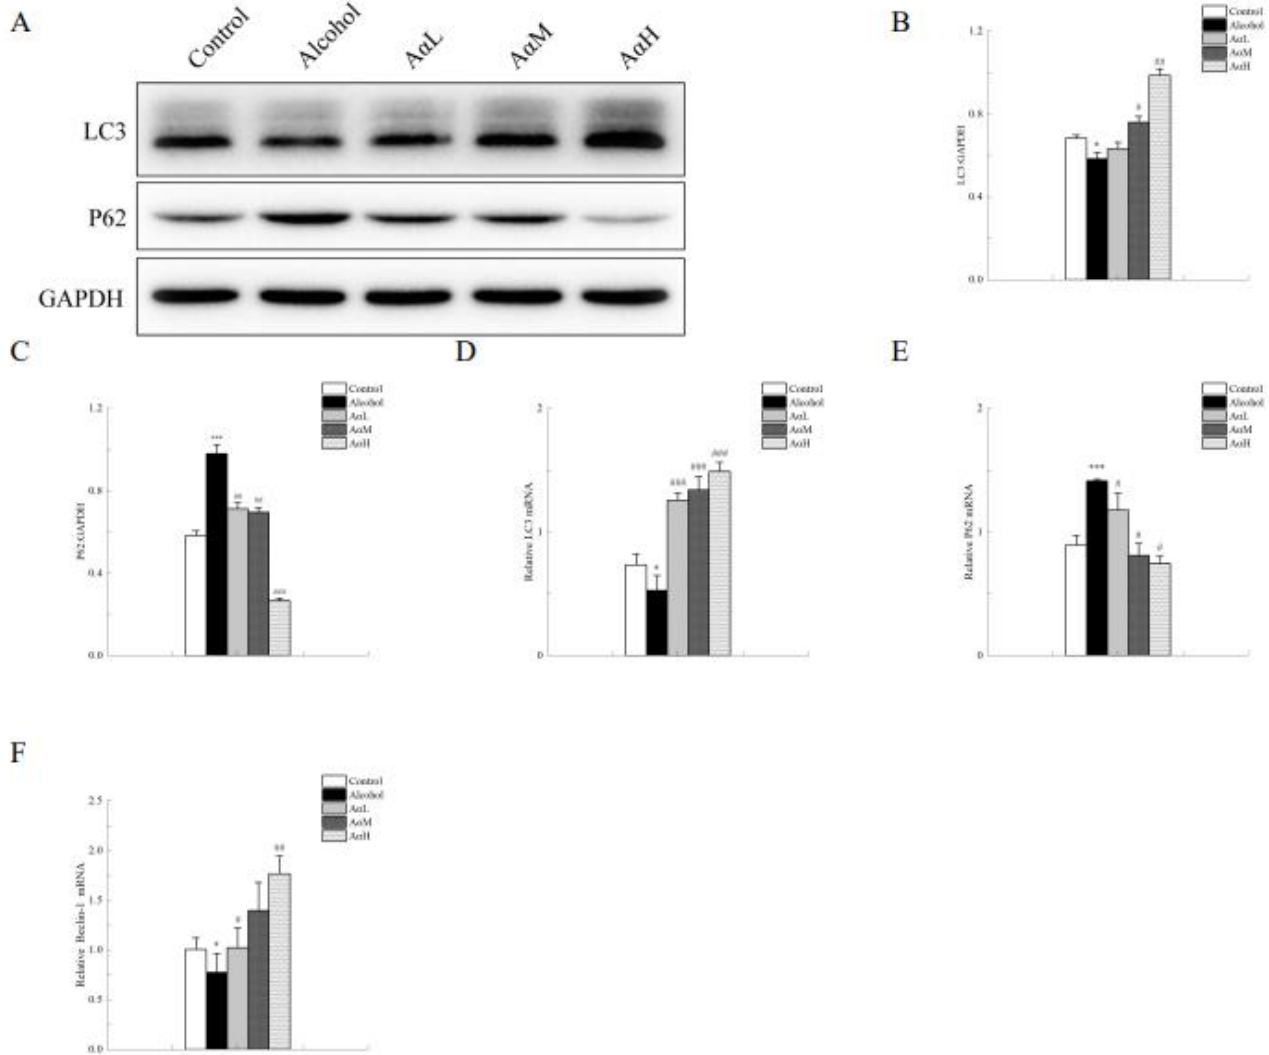 A
Control
Alcohol
AαL
AαM
AαH
LC3
P62
GAPDH
B
Control
Alcohol
AαL
AαM
AαH
1.2
0.8
0.4
0.0
LC3:GAPDH
*
#
##
C
Control
Alcohol
AαL
AαM
AαH
1.2
0.8
0.4
0.0
P62:GAPDH
***
##
##
###
D
Control
Alcohol
AαL
AαM
AαH
2
1
0
Relative LC3 mRNA
*
###
###
###
E
Control
Alcohol
AαL
AαM
AαH
2
1
0
Relative P62 mRNA
***
#
#
#
F
Control
Alcohol
AαL
AαM
AαH
2.5
2.0
1.5
1.0
0.5
0.0
Relative Beclin-1 mRNA
*
#
##